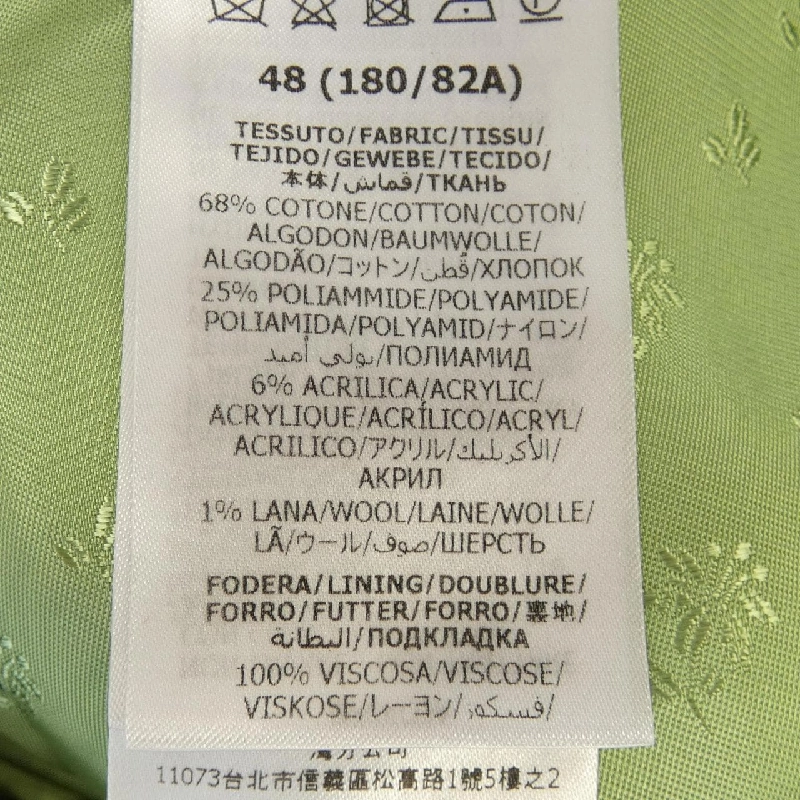 48 (180/82A)
TESSUTO/FABRIC/TISSU/
TEJIDO/GEWEBE/TECIDO/
本体/قماش/ТКАНЬ
68% COTONE/COTTON/COTON/
ALGODON/BAUMWOLLE/
ALGODÃO/コットン/قطن/ХЛОПОК
25% POLIAMMIDE/POLYAMIDE/
POLIAMIDA/POLYAMID/ナイロン/
بولي أميد/ПОЛИАМИД
6% ACRILICA/ACRYLIC/
ACRYLIQUE/ACRÍLICO/ACRYL/
ACRILICO/アクリル/الأكريليك/
АКРИЛ
1% LANA/WOOL/LAINE/WOLLE/
LÃ/ウール/صوف/ШЕРСТЬ
FODERA/LINING/DOUBLURE/
FORRO/FUTTER/FORRO/裏地/
البطانة/ПОДКЛАДКА
100% VISCOSA/VISCOSE/
VISKOSE/レーヨン/فسكور/
灣分公司
11073台北市信義區松高路1號5樓之2